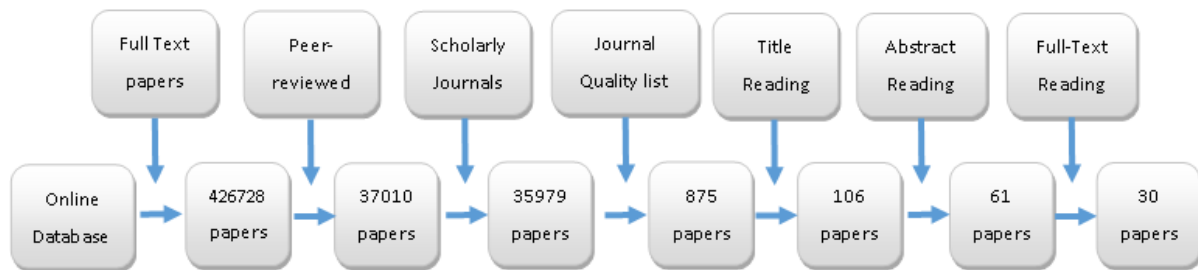 Full Text
papers
Peer-
reviewed
Scholarly
Journals
Journal
Quality list
Title
Reading
Abstract
Reading
Full-Text
Reading
Online
Database
426728
papers
37010
papers
35979
papers
875
papers
106
papers
61
papers
30
papers